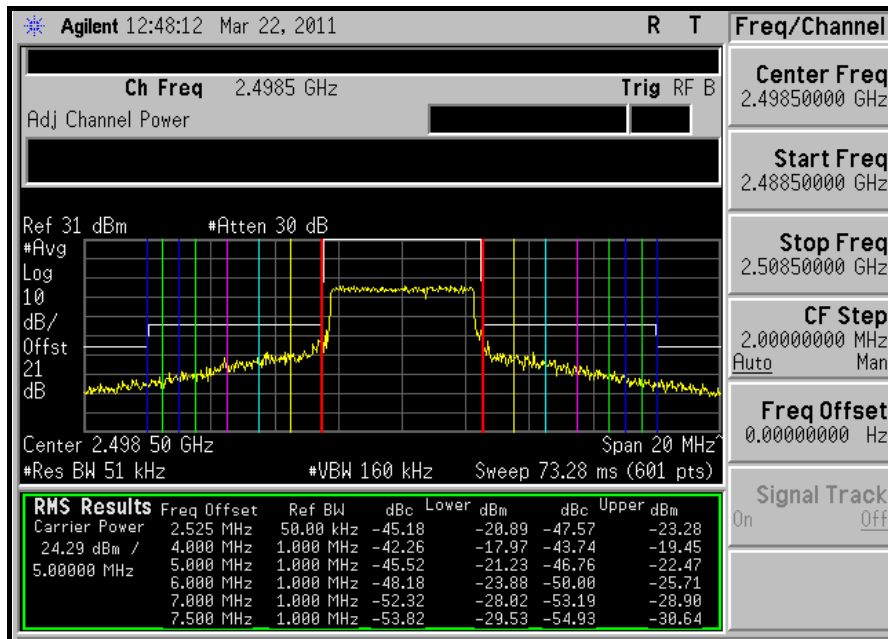 Agilent 12:48:12 Mar 22, 2011 R T
Freq/Channel
Ch Freq 2.4985 GHz Trig RF B
Adj Channel Power
Center Freq
2.49850000 GHz
Start Freq
2.48850000 GHz
Stop Freq
2.50850000 GHz
CF Step
2.00000000 MHz
Auto Man
Freq Offset
0.00000000 Hz
Signal Track
On Off
Ref 31 dBm #Atten 30 dB
#Avg
Log
10
dB/
Offst
21
dB
Center 2.498 50 GHz Span 20 MHz^
#Res BW 51 kHz #VBW 160 kHz Sweep 73.28 ms (601 pts)
RMS Results Freq Offset Ref BW dBc Lower dBm dBc Upper dBm
Carrier Power 2.525 MHz 50.00 kHz -45.18 -20.89 -47.57 -23.28
24.29 dBm / 4.000 MHz 1.000 MHz -42.26 -17.97 -43.74 -19.45
5.00000 MHz 5.000 MHz 1.000 MHz -45.52 -21.23 -46.76 -22.47
6.000 MHz 1.000 MHz -48.18 -23.88 -50.00 -25.71
7.000 MHz 1.000 MHz -52.32 -28.02 -53.19 -28.90
7.500 MHz 1.000 MHz -53.82 -29.53 -54.93 -30.64